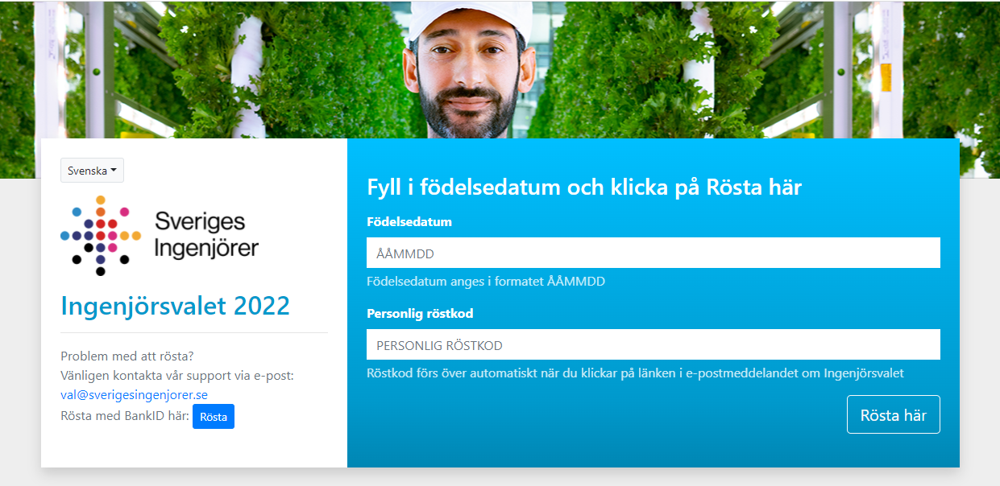 Svenska
Sveriges
Ingenjörer
Ingenjörsvalet 2022
Problem med att rösta?
Vänligen kontakta vår support via e-post:
val@sverigesingenjorer.se
Rösta med BankID här: Rösta
Fyll i födelsedatum och klicka på Rösta här
Födelsedatum
ÅÅMMDD
Födelsedatum anges i formatet ÅÅMMDD
Personlig röstkod
PERSONLIG RÖSTKOD
Röstkod förs över automatiskt när du klickar på länken i e-postmeddelandet om Ingenjörsvalet
Rösta här